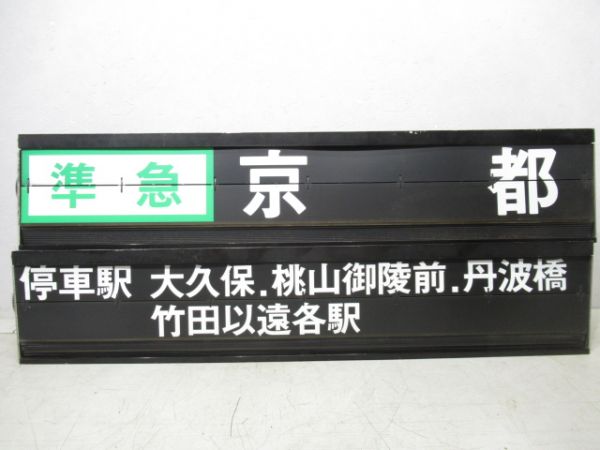 準急 京都
停車駅 大久保.桃山御陵前.丹波橋
竹田以遠各駅